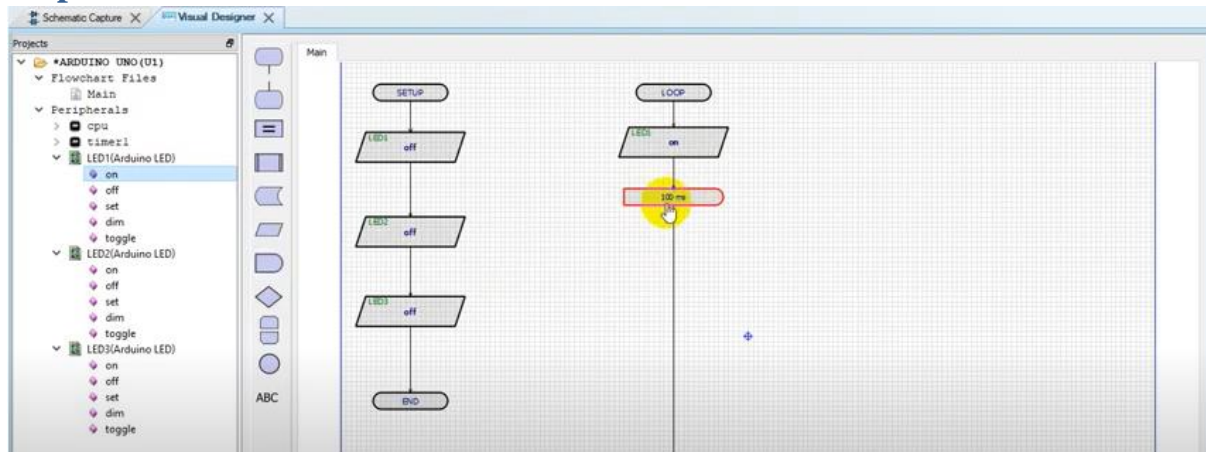 Schematic Capture
Visual Designer
Projects
*ARDUINO UNO(U1)
Flowchart Files
Main
Peripherals
cpu
timer1
LED1(Arduino LED)
on
off
set
dim
toggle
LED2(Arduino LED)
on
off
set
dim
toggle
LED3(Arduino LED)
on
off
set
dim
toggle
ABC
Main
SETUP
LED1
off
LED2
off
LED3
off
END
LOOP
LED1
on
100 ms